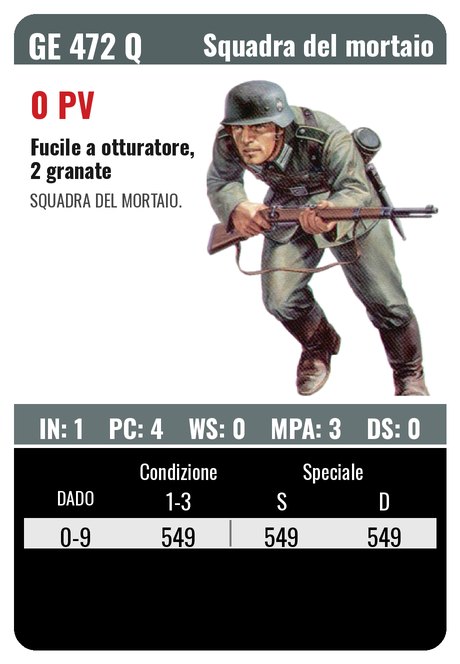 GE 472 Q Squadra del mortaio
0 PV
Fucile a otturatore,
2 granate
SQUADRA DEL MORTAIO.
IN: 1 PC: 4 WS: 0 MPA: 3 DS: 0
Condizione Speciale
DADO 1-3 S D
0-9 549 549 549